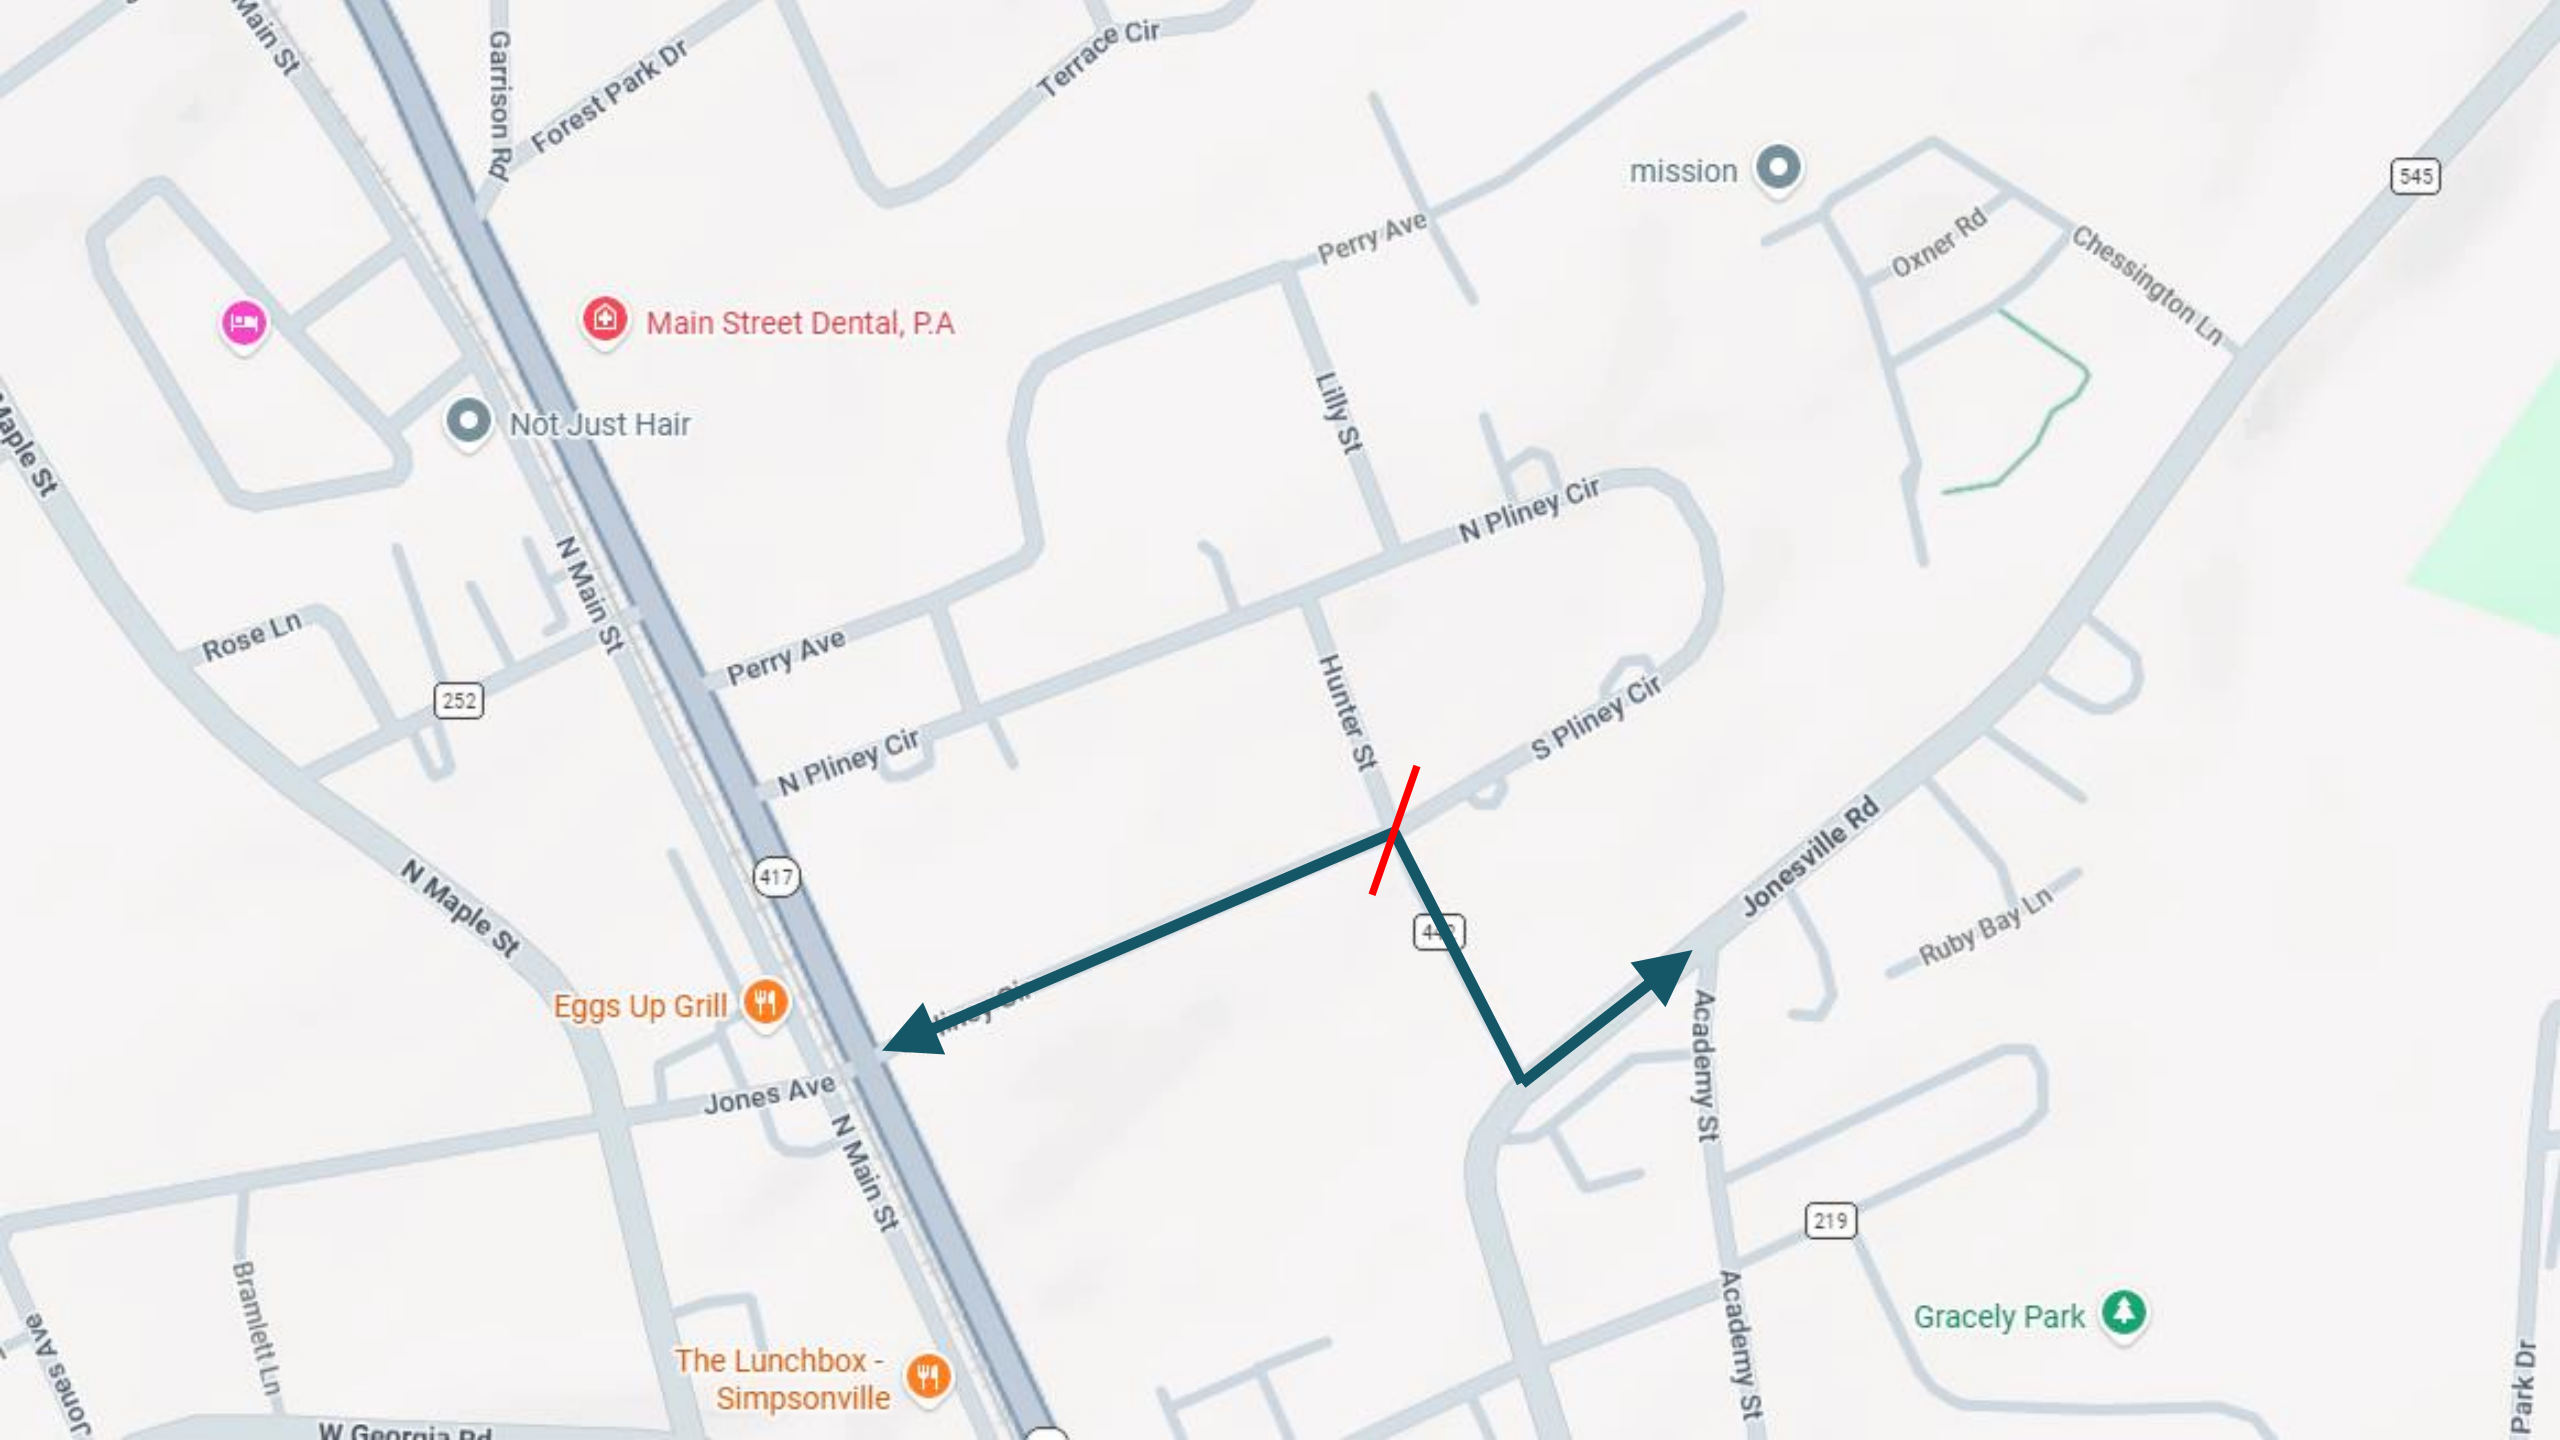 Main St
Garrison Rd
Forest Park Dr
Terrace Cir
mission
545
Perry Ave
Oxner Rd
Chessington Ln
Main Street Dental, P.A
Not Just Hair
Lilly St
Maple St
N Pliney Cir
N Main St
Rose Ln
Perry Ave
252
Hunter St
S Pliney Cir
N Pliney Cir
417
Jonesville Rd
N Maple St
Ruby Bay Ln
Eggs Up Grill
Academy St
Jones Ave
N Main St
219
Bramlett Ln
Academy St
Gracely Park
Jones Ave
The Lunchbox -
Simpsonville
Park Dr
W Georgia Rd